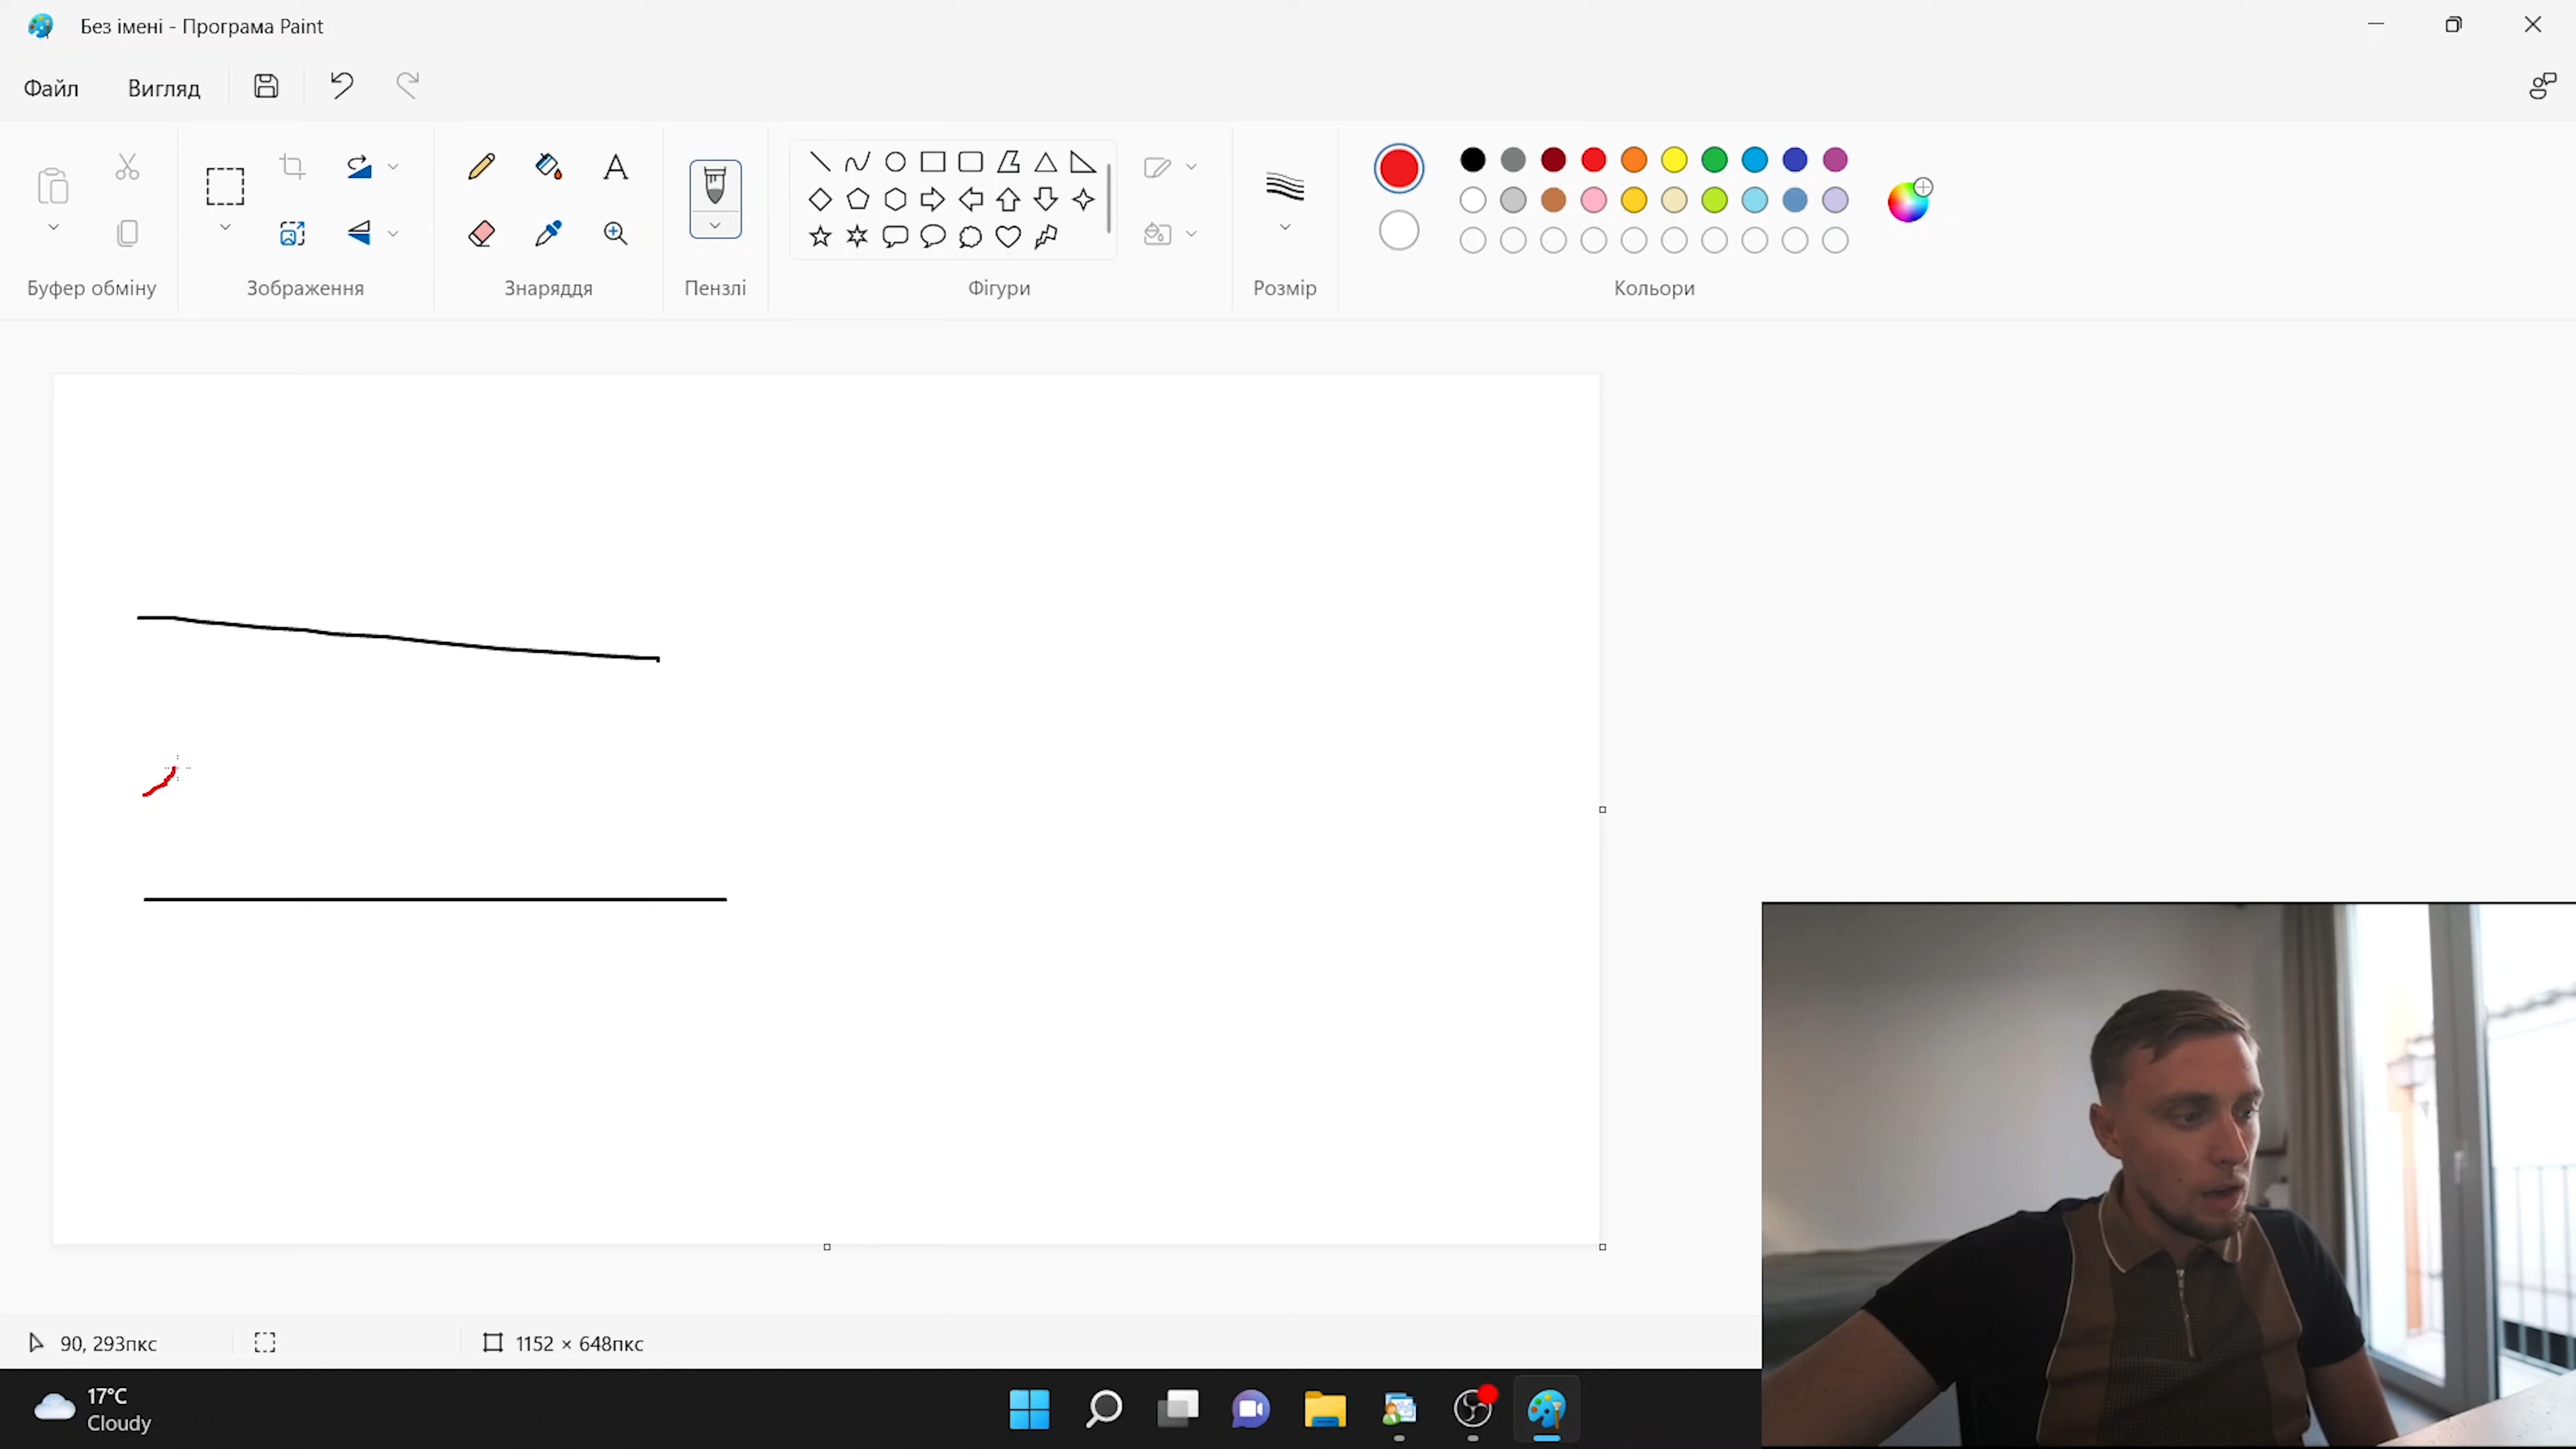 Без імені - Програма Paint
Файл
Вигляд
Буфер обміну
Зображення
Знаряддя
Пензлі
Фігури
Розмір
Кольори
90, 293пкс
1152 × 648пкс
17°C
Cloudy